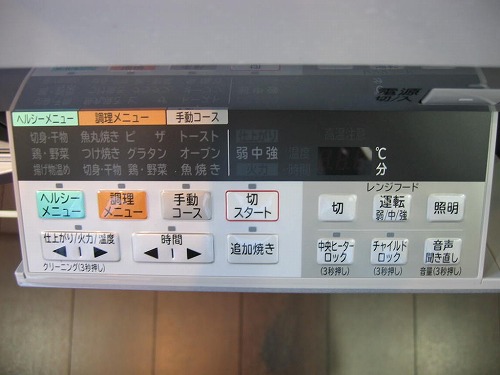 電源
切/入
ヘルシーメニュー 調理メニュー 手動コース
切身・干物 魚丸焼き ピザ トースト
鶏・野菜 つけ焼き グラタン オーブン 弱中強 ℃
揚げ物温め 切身・干物 鶏・野菜 魚焼き 分
レンジフード
ヘルシー
メニュー
調理
メニュー
手動
コース
切
スタート
切
運転
弱/中/強
照明
仕上がり/火力/温度
クリーニング(3秒押し)
時間
追加焼き
中央ヒーター
ロック
(3秒押し)
チャイルド
ロック
(3秒押し)
音声
聞き直し
音量(3秒押し)